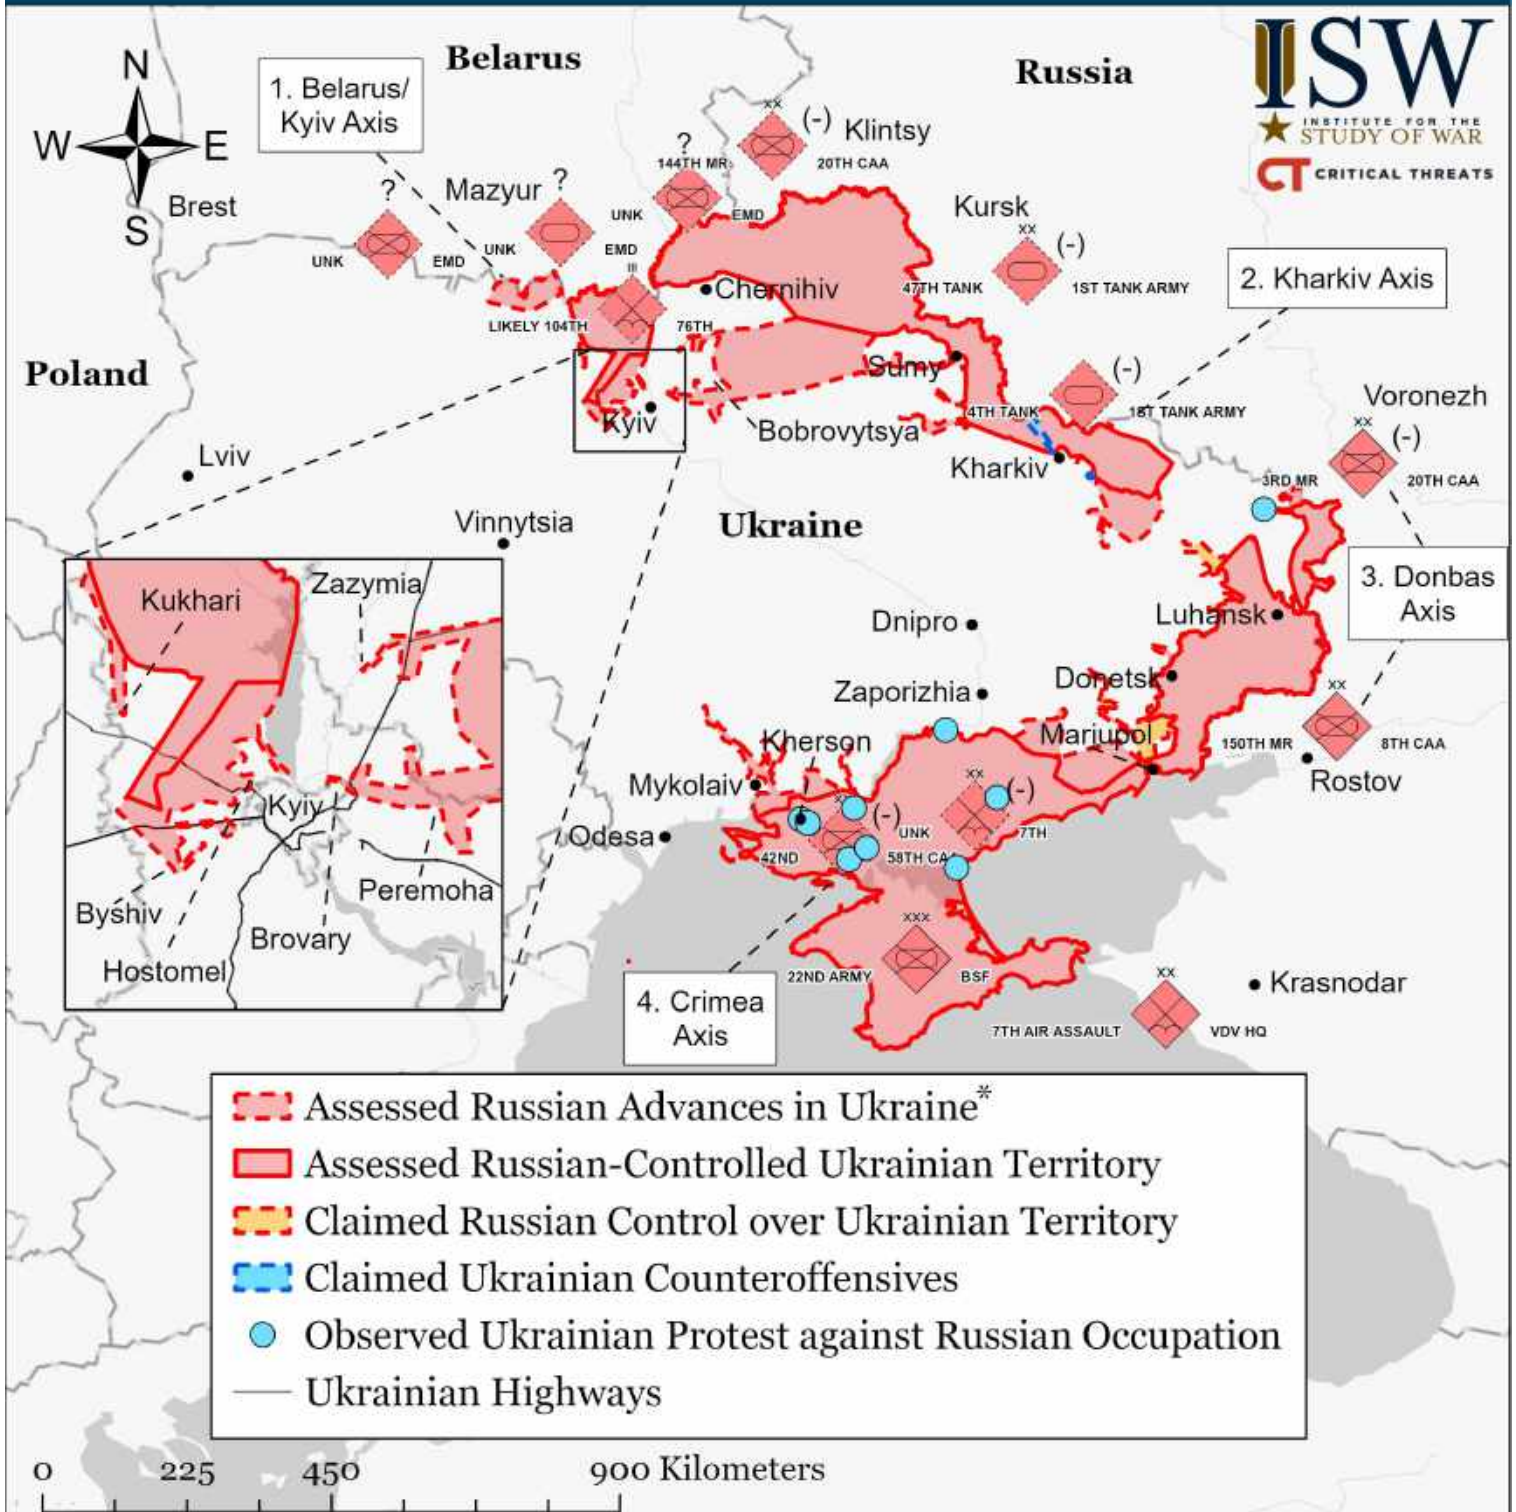 ISW
INSTITUTE FOR THE
STUDY OF WAR
CT CRITICAL THREATS
N
W
E
S
Belarus
Russia
Poland
Ukraine
1. Belarus/
Kyiv Axis
2. Kharkiv Axis
3. Donbas
Axis
4. Crimea
Axis
Brest
Mazyur
Klintsy
Kursk
Voronezh
Chernihiv
Sumy
Kyiv
Bobrovytsya
Kharkiv
Lviv
Vinnytsia
Dnipro
Luhansk
Donetsk
Zaporizhia
Mariupol
Kherson
Mykolaiv
Odesa
Rostov
Krasnodar
?
UNK
EMD
?
UNK
EMD
?
144TH MR
UNK
EMD
xx
(-)
20TH CAA
III
LIKELY 104TH
76TH
xx
(-)
47TH TANK
1ST TANK ARMY
(-)
4TH TANK
1ST TANK ARMY
xx
(-)
3RD MR
20TH CAA
xx
150TH MR
8TH CAA
xx
(-)
UNK
7TH
(-)
42ND
58TH CAA
xxx
22ND ARMY
BSF
xx
7TH AIR ASSAULT
VDV HQ
Kukhari
Zazymia
Kyiv
Byshiv
Peremoha
Brovary
Hostomel
Assessed Russian Advances in Ukraine*
Assessed Russian-Controlled Ukrainian Territory
Claimed Russian Control over Ukrainian Territory
Claimed Ukrainian Counteroffensives
Observed Ukrainian Protest against Russian Occupation
Ukrainian Highways
0 225 450 900 Kilometers